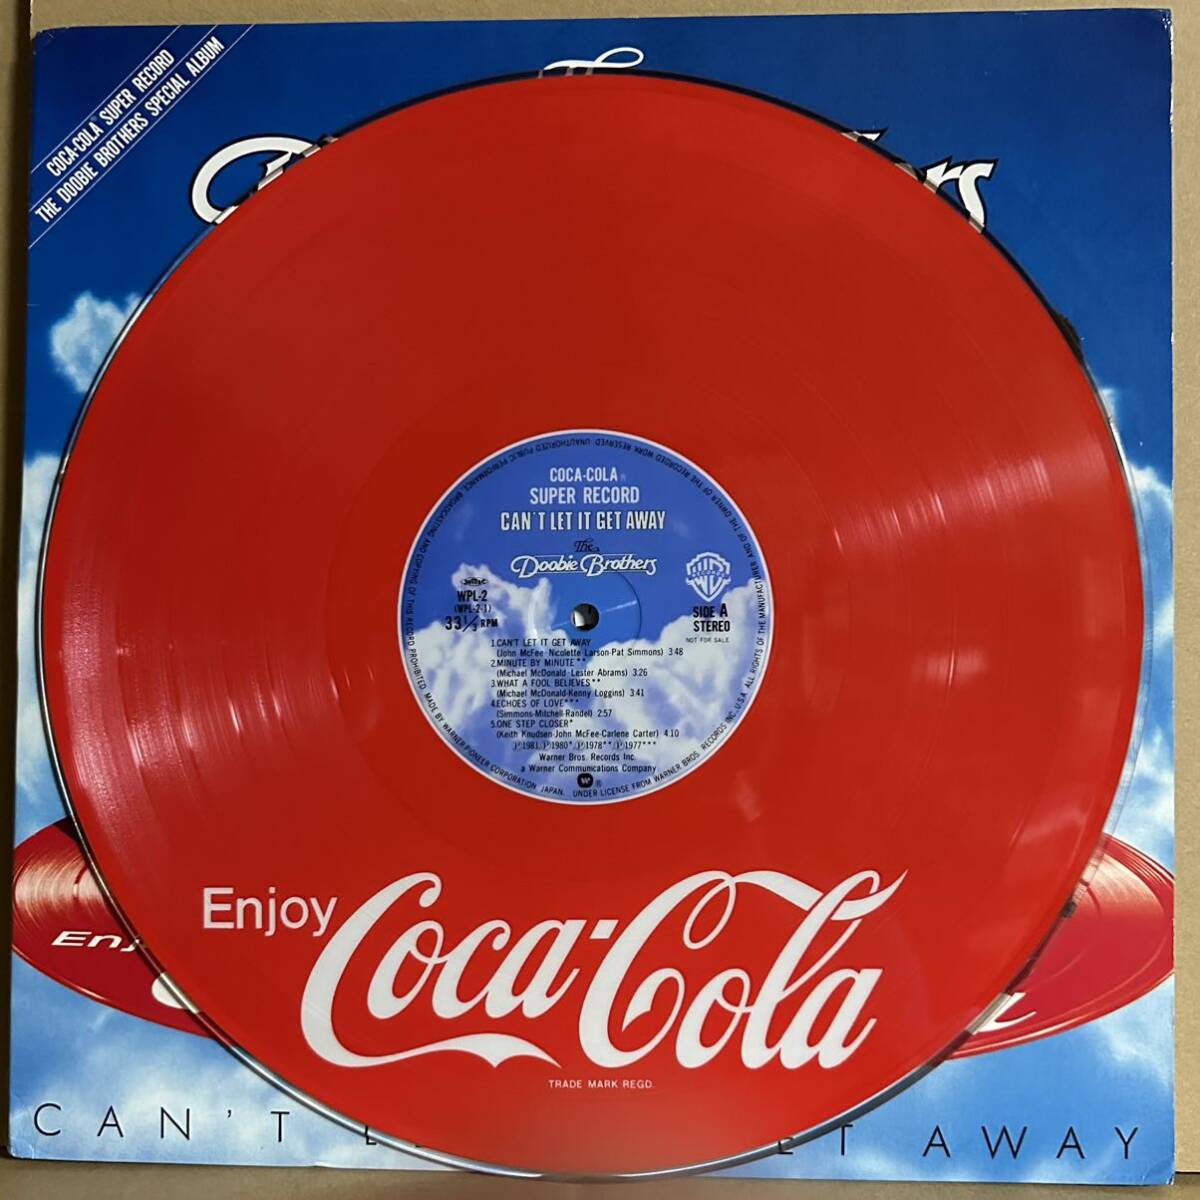 COCA-COLA® SUPER RECORD
THE DOOBIE BROTHERS SPECIAL ALBUM
COCA-COLA®
SUPER RECORD
CAN'T LET IT GET AWAY
The
Doobie Brothers
WPL-2
(WPL-2-1)
33 1/3 RPM
SIDE A
STEREO
NOT FOR SALE
1.CAN'T LET IT GET AWAY
(John McFee-Nicolette Larson-Pat Simmons) 3:48
2.MINUTE BY MINUTE**
(Michael McDonald-Lester Abrams) 3:26
3.WHAT A FOOL BELIEVES**
(Michael McDonald-Kenny Loggins) 3:41
4.ECHOES OF LOVE***
(Simmons-Mitchell-Randel) 2:57
5.ONE STEP CLOSER*
(Keith Knudsen-John McFee-Carlene Carter) 4:10
Ⓟ1981,Ⓟ1980*,Ⓟ1978**,Ⓟ1977***
Warner Bros. Records Inc.
a Warner Communications Company
ALL RIGHTS OF THE MANUFACTURER AND OF THE OWNER OF THE RECORDED WORK RESERVED. UNAUTHORIZED PUBLIC PERFORMANCE, BROADCASTING AND COPYING OF THIS RECORD PROHIBITED. MADE BY WARNER-PIONEER CORPORATION, JAPAN. UNDER LICENSE FROM WARNER BROS. RECORDS INC. U.S.A.
Enjoy
Coca-Cola
TRADE MARK REGD.
Enj
CAN'T
ET AWAY